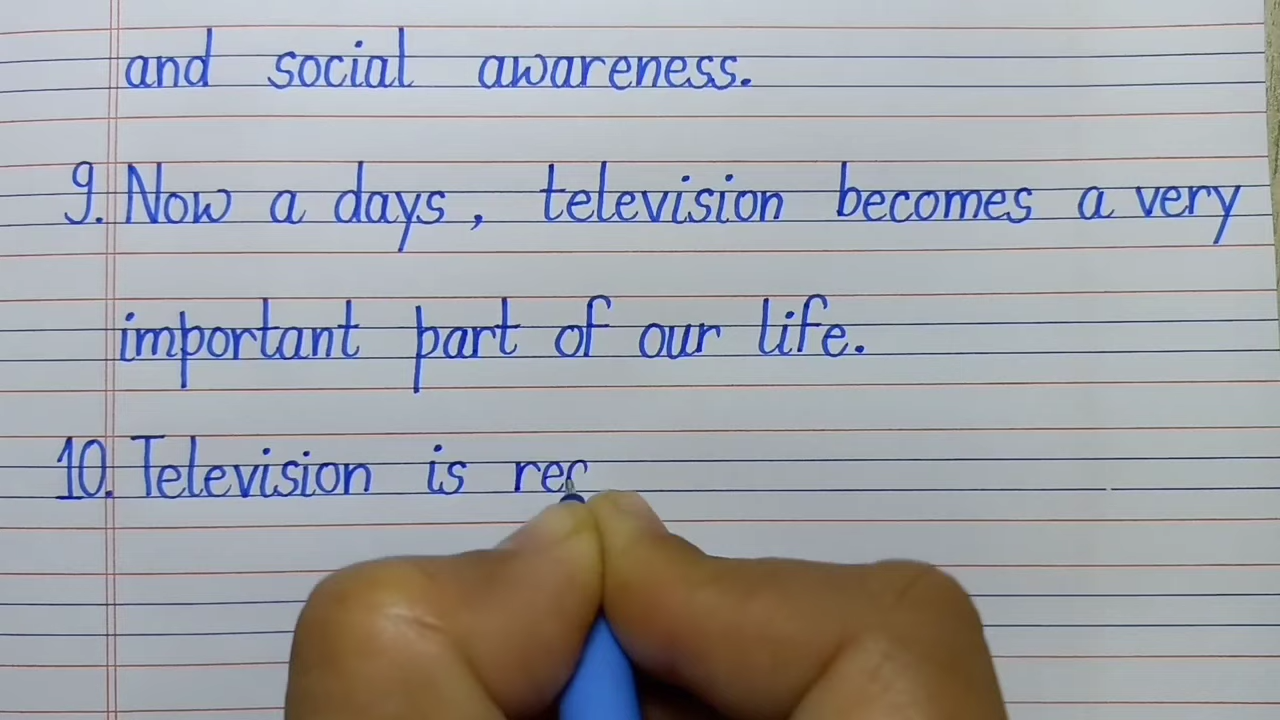 and social awareness.
9. Now a days, television becomes a very
important part of our life.
10. Television is